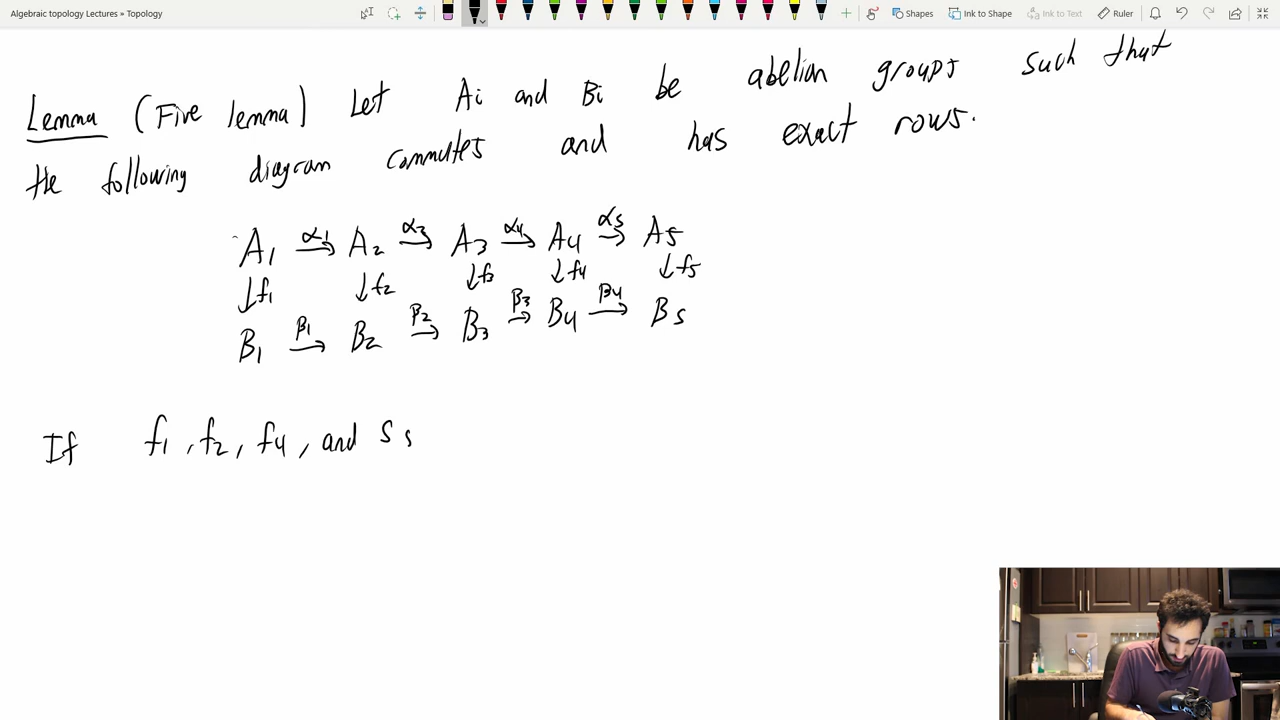 Algebraic topology Lectures » Topology
Shapes Ink to Shape Ink to Text Ruler
Lemma (Five lemma) Let Ai and Bi be abelian groups such that
the following diagram commutes and has exact rows.
A1 α1→ A2 α3→ A3 α4→ A4 α5→ A5
↓f1 ↓f2 ↓f3 ↓f4 ↓f5
B1 β1→ B2 β2→ B3 β3→ B4 β4→ B5
If f1, f2, f4, and S s